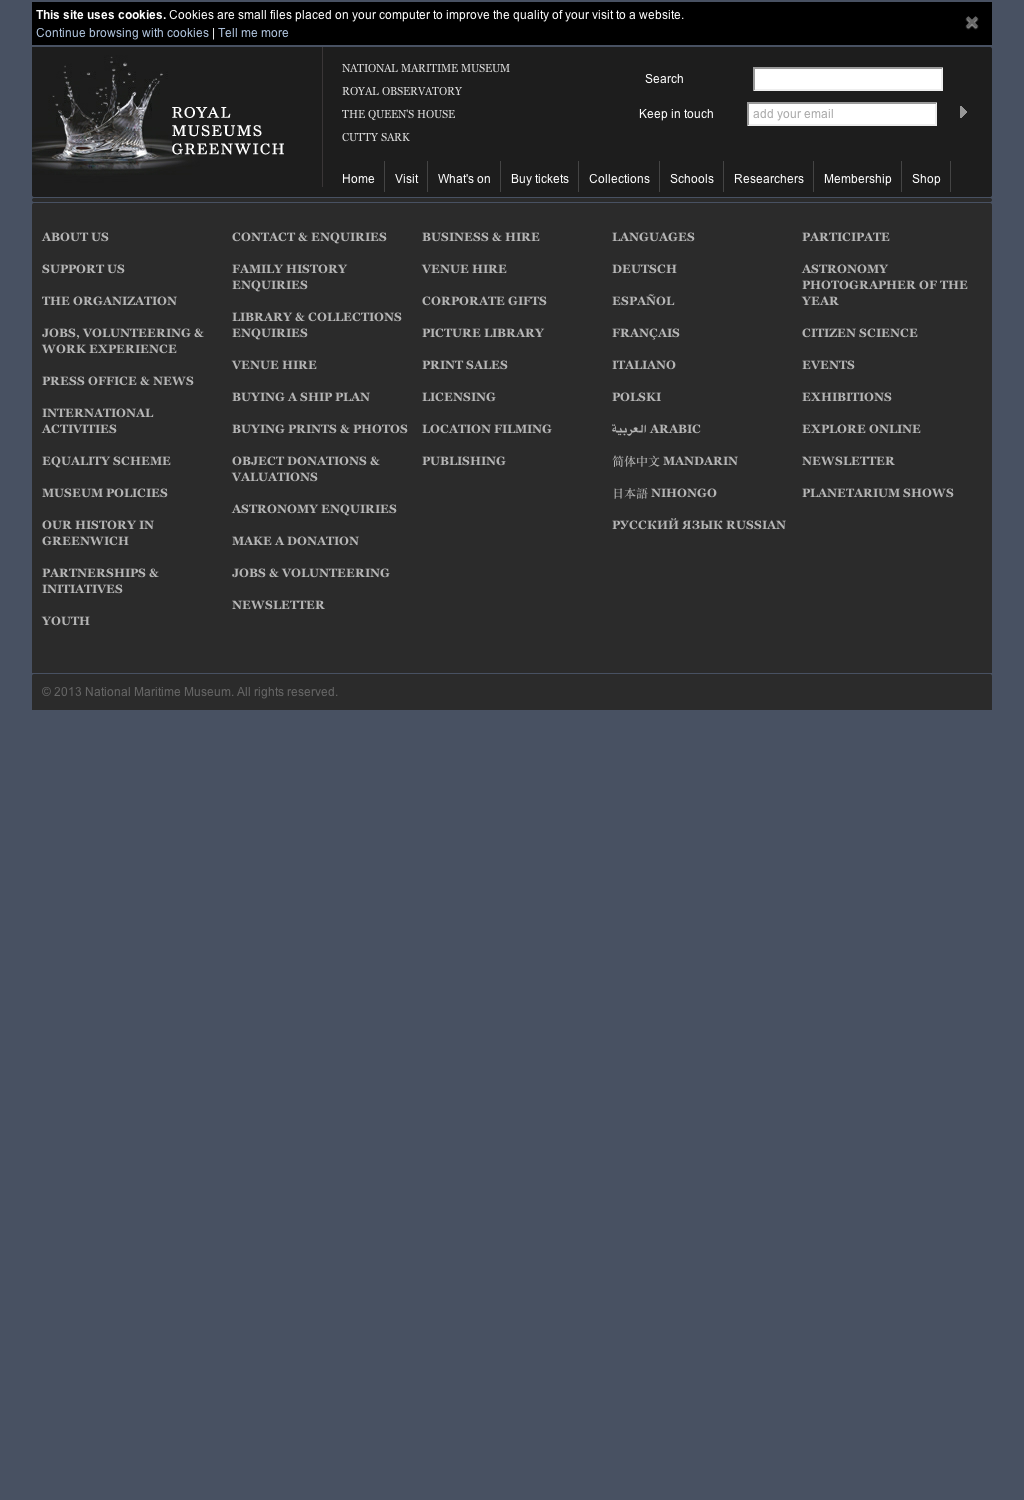 This site uses cookies. Cookies are small files placed on your computer to improve the quality of your visit to a website.
Continue browsing with cookies | Tell me more
ROYAL
MUSEUMS
GREENWICH
NATIONAL MARITIME MUSEUM
ROYAL OBSERVATORY
THE QUEEN'S HOUSE
CUTTY SARK
Search
Keep in touch add your email
Home Visit What's on Buy tickets Collections Schools Researchers Membership Shop
ABOUT US
SUPPORT US
THE ORGANIZATION
JOBS, VOLUNTEERING &
WORK EXPERIENCE
PRESS OFFICE & NEWS
INTERNATIONAL
ACTIVITIES
EQUALITY SCHEME
MUSEUM POLICIES
OUR HISTORY IN
GREENWICH
PARTNERSHIPS &
INITIATIVES
YOUTH
CONTACT & ENQUIRIES
FAMILY HISTORY
ENQUIRIES
LIBRARY & COLLECTIONS
ENQUIRIES
VENUE HIRE
BUYING A SHIP PLAN
BUYING PRINTS & PHOTOS
OBJECT DONATIONS &
VALUATIONS
ASTRONOMY ENQUIRIES
MAKE A DONATION
JOBS & VOLUNTEERING
NEWSLETTER
BUSINESS & HIRE
VENUE HIRE
CORPORATE GIFTS
PICTURE LIBRARY
PRINT SALES
LICENSING
LOCATION FILMING
PUBLISHING
LANGUAGES
DEUTSCH
ESPAÑOL
FRANÇAIS
ITALIANO
POLSKI
العربية ARABIC
简体中文 MANDARIN
日本語 NIHONGO
РУССКИЙ ЯЗЫК RUSSIAN
PARTICIPATE
ASTRONOMY
PHOTOGRAPHER OF THE
YEAR
CITIZEN SCIENCE
EVENTS
EXHIBITIONS
EXPLORE ONLINE
NEWSLETTER
PLANETARIUM SHOWS
© 2013 National Maritime Museum. All rights reserved.